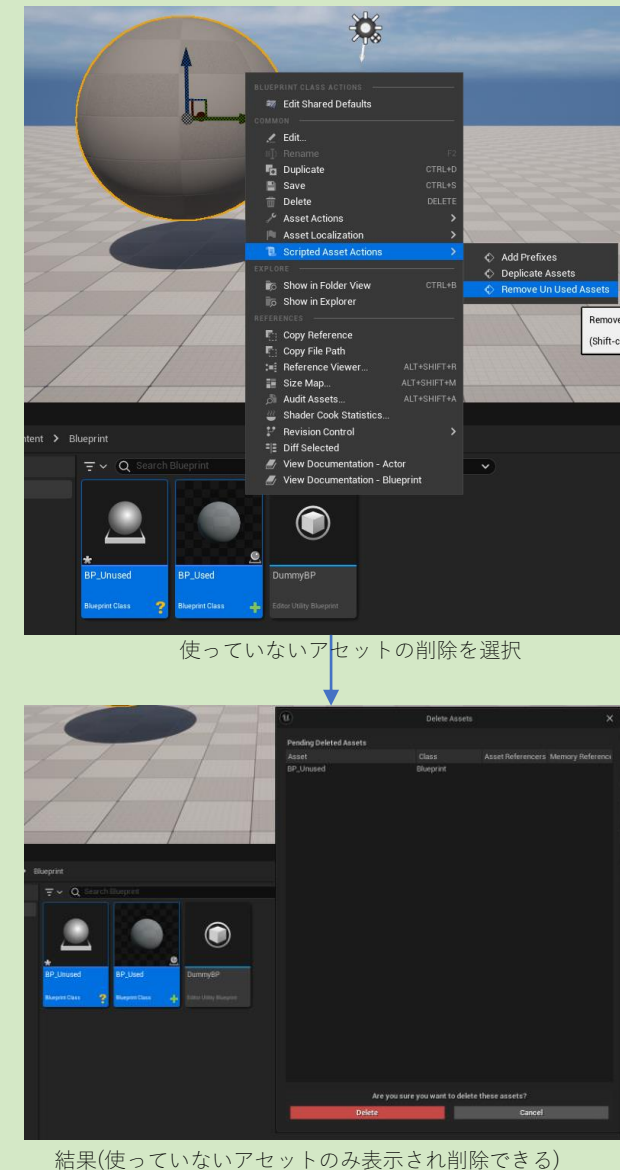 BLUEPRINT CLASS ACTIONS
Edit Shared Defaults
COMMON
Edit...
Rename F2
Duplicate CTRL+D
Save CTRL+S
Delete DELETE
Asset Actions
Asset Localization
Scripted Asset Actions
Add Prefixes
Deplicate Assets
Remove Un Used Assets
Remove
(Shift-c
EXPLORE
Show in Folder View CTRL+B
Show in Explorer
REFERENCES
Copy Reference
Copy File Path
Reference Viewer... ALT+SHIFT+R
Size Map... ALT+SHIFT+M
Audit Assets... ALT+SHIFT+A
Shader Cook Statistics...
Revision Control
Diff Selected
View Documentation - Actor
View Documentation - Blueprint
ntent > Blueprint
Search Blueprint
BP_Unused BP_Used DummyBP
Blueprint Class Blueprint Class Editor Utility Blueprint
使っていないアセットの削除を選択
Delete Assets
Pending Deleted Assets
Asset Class Asset Referencers Memory Referenc
BP_Unused Blueprint
Blueprint
Search Blueprint
BP_Unused BP_Used DummyBP
Blueprint Class Blueprint Class Editor Utility Blueprint
Are you sure you want to delete these assets?
Delete Cancel
結果(使っていないアセットのみ表示され削除できる)